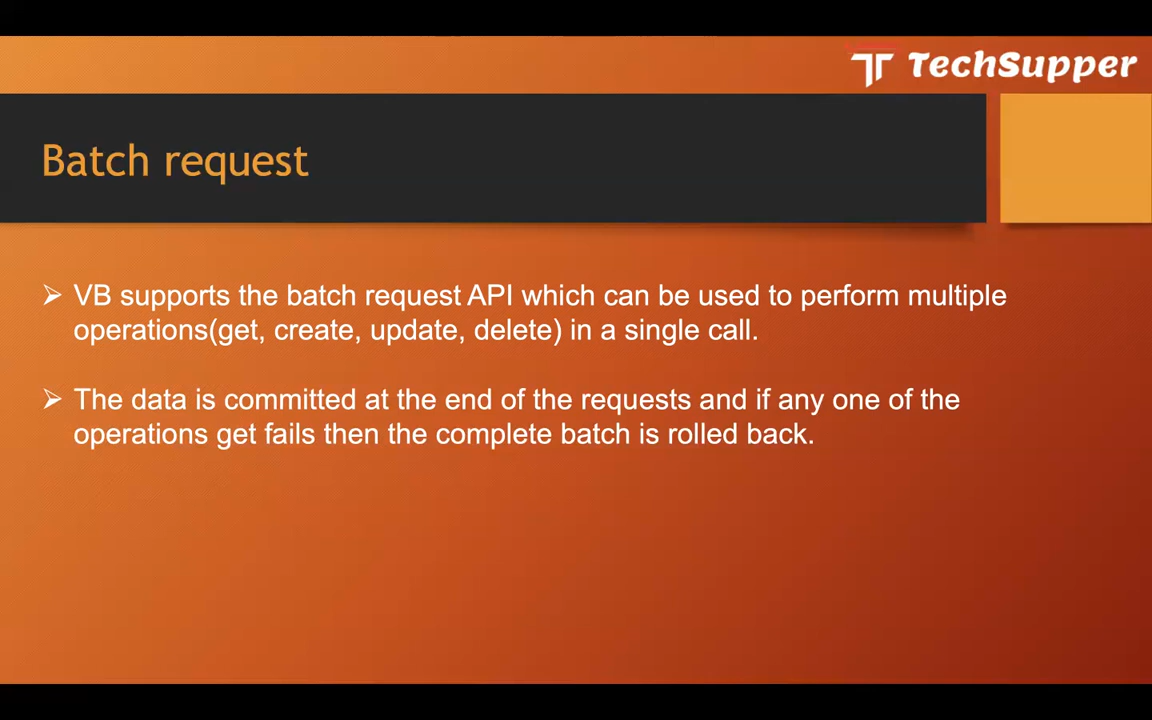 TechSupper
Batch request
➢ VB supports the batch request API which can be used to perform multiple
operations(get, create, update, delete) in a single call.
➢ The data is committed at the end of the requests and if any one of the
operations get fails then the complete batch is rolled back.